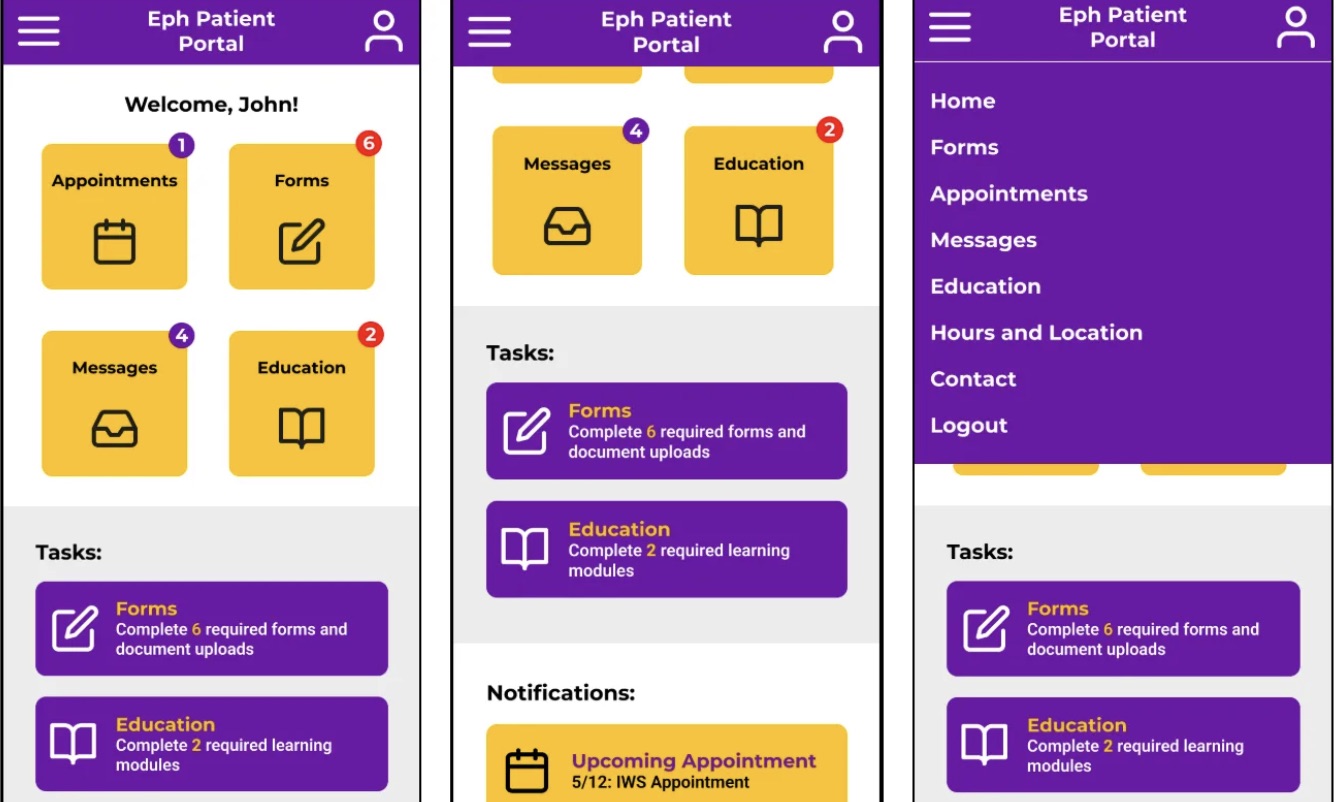 Eph Patient
Portal
Welcome, John!
1
Appointments
6
Forms
4
Messages
2
Education
Tasks:
Forms
Complete 6 required forms and
document uploads
Education
Complete 2 required learning
modules
Eph Patient
Portal
4
Messages
2
Education
Tasks:
Forms
Complete 6 required forms and
document uploads
Education
Complete 2 required learning
modules
Notifications:
Upcoming Appointment
5/12: IWS Appointment
Eph Patient
Portal
Home
Forms
Appointments
Messages
Education
Hours and Location
Contact
Logout
Tasks:
Forms
Complete 6 required forms and
document uploads
Education
Complete 2 required learning
modules